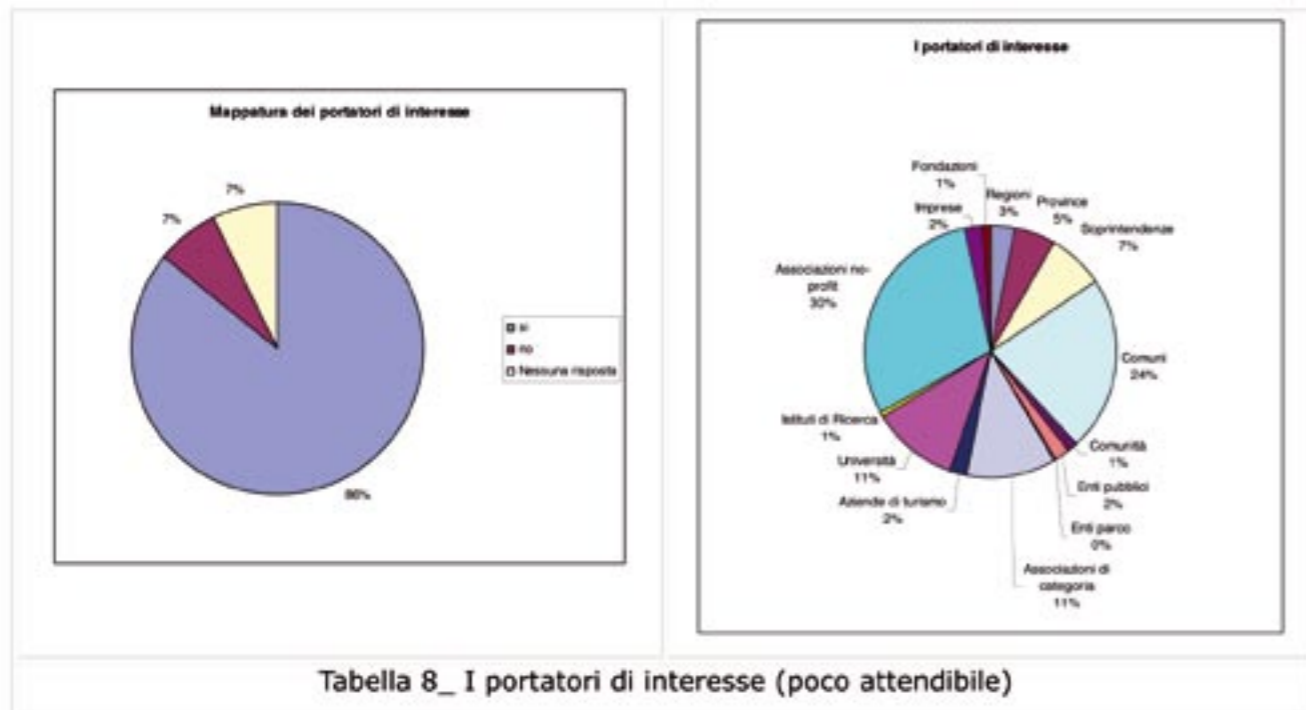 Mappatura dei portatori di interesse
7%
7%
86%
si
no
Nessuna risposta
I portatori di interesse
Fondazioni
1%
Regioni
3%
Province
5%
Soprintendenze
7%
Imprese
2%
Associazioni no-
profit
30%
Comuni
24%
Istituti di Ricerca
1%
Comunità
1%
Università
11%
Enti pubblici
2%
Aziende di turismo
2%
Enti parco
0%
Associazioni di
categoria
11%
Tabella 8_ I portatori di interesse (poco attendibile)